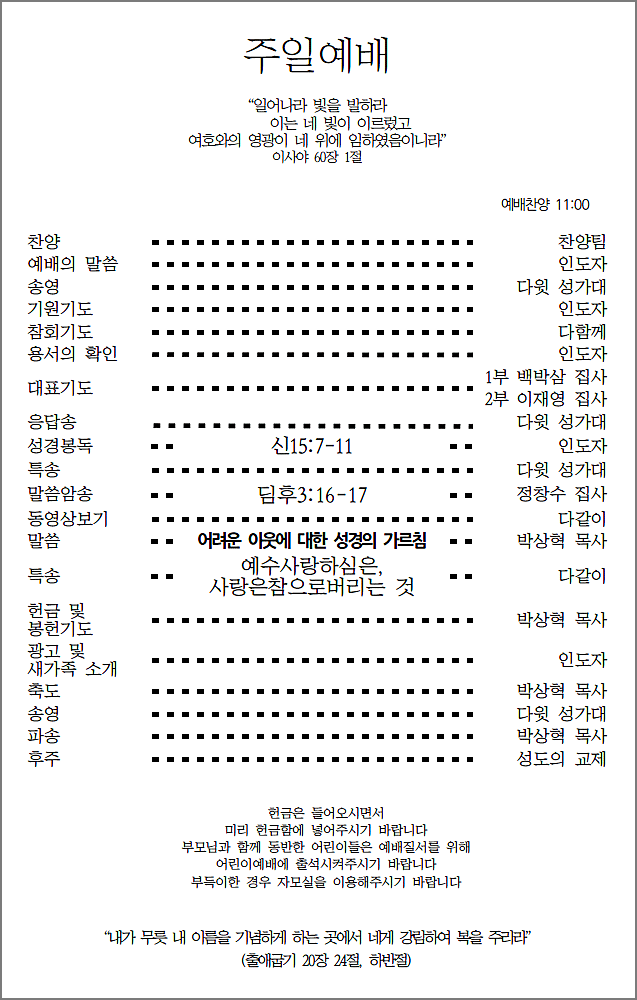 주일예배
“일어나라 빛을 발하라
이는 네 빛이 이르렀고
여호와의 영광이 네 위에 임하였음이니라”
이사야 60장 1절
예배찬양 11:00
찬양 찬양팀
예배의 말씀 인도자
송영 다윗 성가대
기원기도 인도자
참회기도 다함께
용서의 확인 인도자
대표기도 1부 백박삼 집사
2부 이재영 집사
응답송 다윗 성가대
성경봉독 신15:7-11 인도자
특송 다윗 성가대
말씀암송 딤후3:16-17 정창수 집사
동영상보기 다같이
말씀 어려운 이웃에 대한 성경의 가르침 박상혁 목사
특송 예수사랑하심은, 다같이
사랑은참으로버리는 것
헌금 및 박상혁 목사
봉헌기도
광고 및 인도자
새가족 소개
축도 박상혁 목사
송영 다윗 성가대
파송 박상혁 목사
후주 성도의 교제
헌금은 들어오시면서
미리 헌금함에 넣어주시기 바랍니다
부모님과 함께 동반한 어린이들은 예배질서를 위해
어린이예배에 출석시켜주시기 바랍니다
부득이한 경우 자모실을 이용해주시기 바랍니다
“내가 무릇 내 이름을 기념하게 하는 곳에서 네게 강림하여 복을 주리라”
(출애굽기 20장 24절, 하반절)